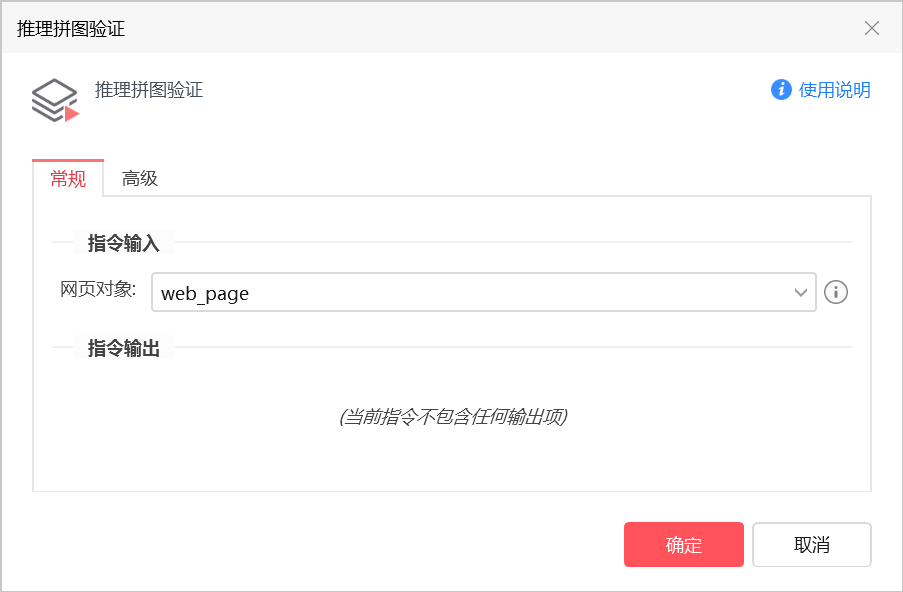 推理拼图验证
推理拼图验证
使用说明
常规
高级
指令输入
网页对象:
web_page
指令输出
(当前指令不包含任何输出项)
确定
取消